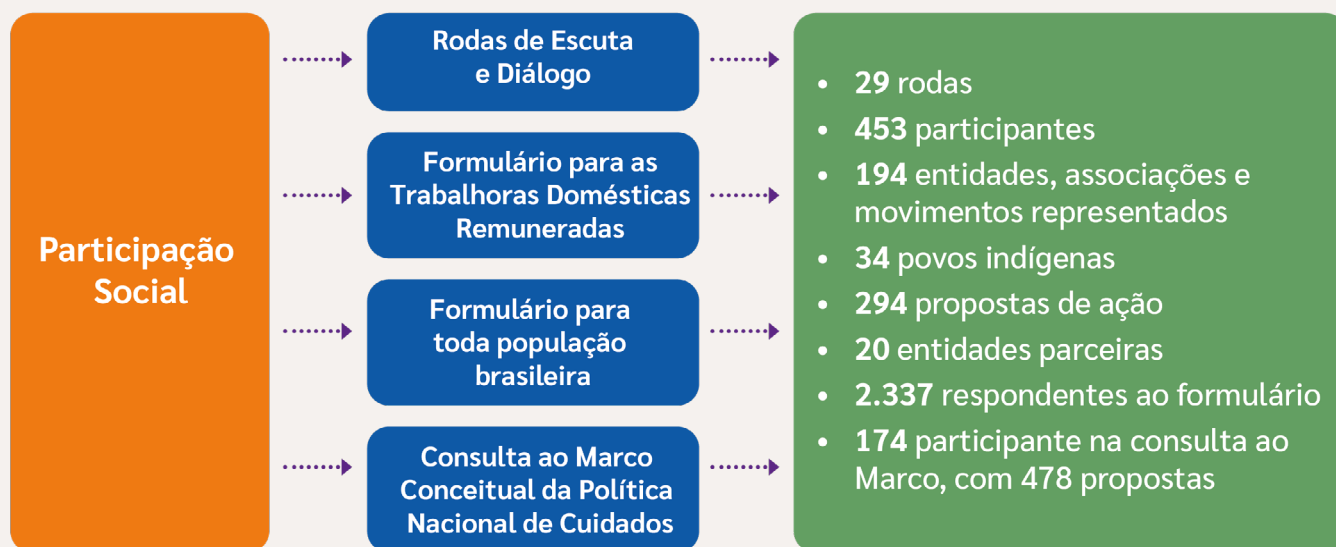 Participação
Social
Rodas de Escuta
e Diálogo
Formulário para as
Trabalhoras Domésticas
Remuneradas
Formulário para
toda população
brasileira
Consulta ao Marco
Conceitual da Política
Nacional de Cuidados
• 29 rodas
• 453 participantes
• 194 entidades, associações e
movimentos representados
• 34 povos indígenas
• 294 propostas de ação
• 20 entidades parceiras
• 2.337 respondentes ao formulário
• 174 participante na consulta ao
Marco, com 478 propostas